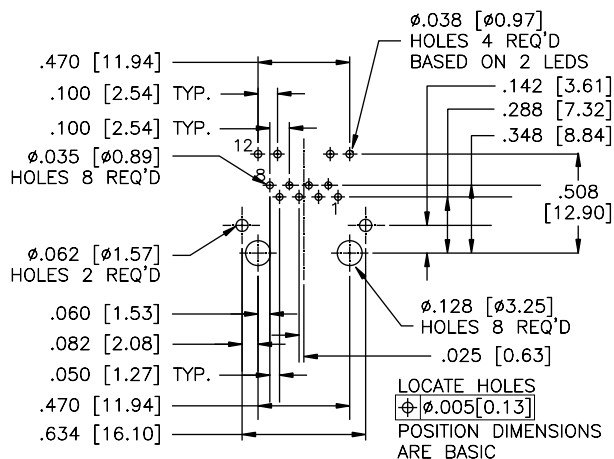 ø.038 [ø0.97]
HOLES 4 REQ'D
BASED ON 2 LEDS
.470 [11.94]
.100 [2.54] TYP.
.100 [2.54] TYP.
.142 [3.61]
.288 [7.32]
.348 [8.84]
12
ø.035 [ø0.89]
HOLES 8 REQ'D
8
1
.508
[12.90]
ø.062 [ø1.57]
HOLES 2 REQ'D
.060 [1.53]
.082 [2.08]
.050 [1.27] TYP.
.470 [11.94]
.634 [16.10]
ø.128 [ø3.25]
HOLES 8 REQ'D
.025 [0.63]
LOCATE HOLES
⌖ ø.005[0.13]
POSITION DIMENSIONS
ARE BASIC